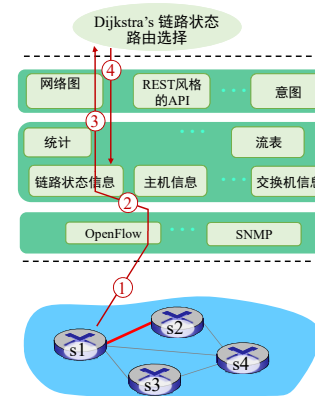 Dijkstra's 链路状态
路由选择
④
网络图
REST风格
的API
意图
③
统计
流表
链路状态信息
主机信息
交换机信息
②
OpenFlow
SNMP
①
s2
s1
s4
s3